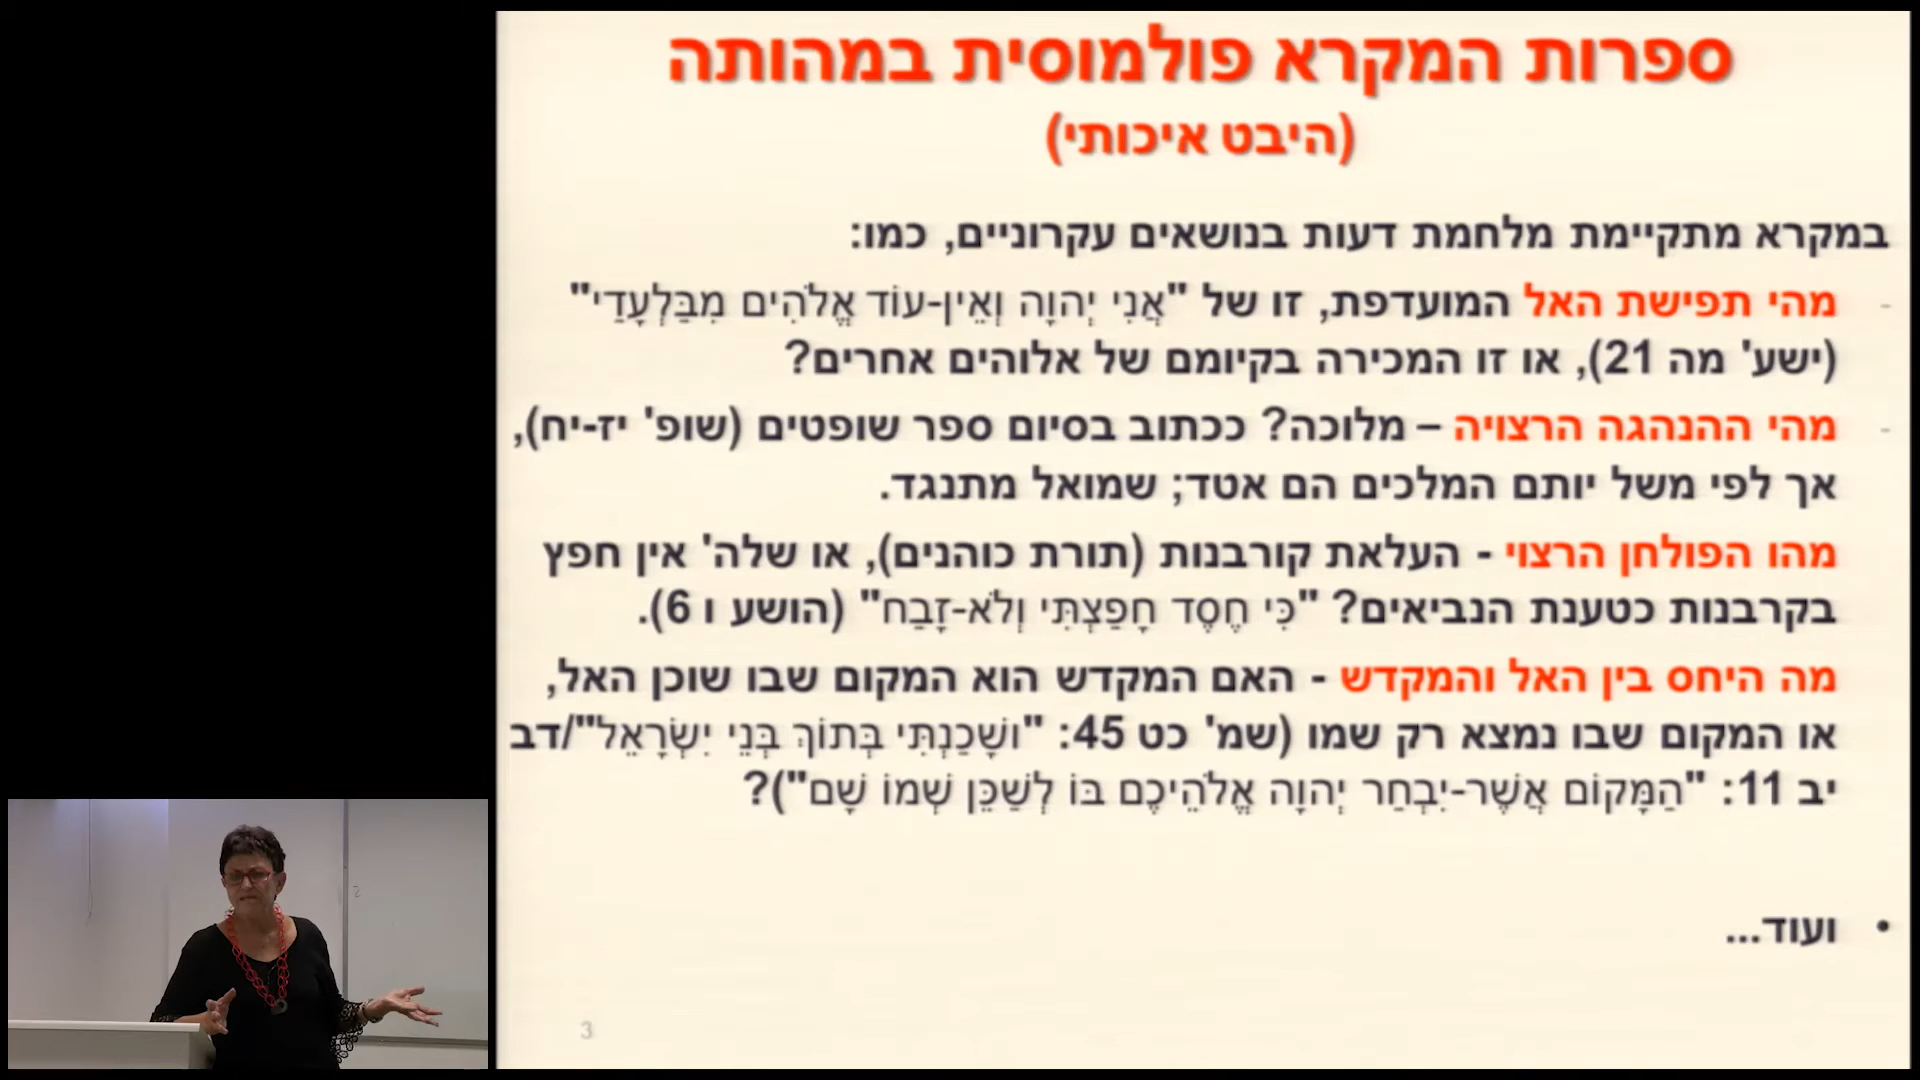 ספרות המקרא פולמוסית במהותה
(היבט איכותי)
במקרא מתקיימת מלחמת דעות בנושאים עקרוניים, כמו:
- מהי תפישת האל המועדפת, זו של "אֲנִי יְהוָה וְאֵין-עוֹד אֱלֹהִים מִבַּלְעָדַי"
(ישע' מה 21), או זו המכירה בקיומם של אלוהים אחרים?
- מהי ההנהגה הרצויה – מלוכה? ככתוב בסיום ספר שופטים (שופ' יז-יח),
אך לפי משל יותם המלכים הם אטד; שמואל מתנגד.
מהו הפולחן הרצוי - העלאת קורבנות (תורת כוהנים), או שלה' אין חפץ
בקרבנות כטענת הנביאים? "כִּי חֶסֶד חָפַצְתִּי וְלֹא-זָבַח" (הושע ו 6).
מה היחס בין האל והמקדש - האם המקדש הוא המקום שבו שוכן האל,
או המקום שבו נמצא רק שמו (שמ' כט 45: "וְשָׁכַנְתִּי בְּתוֹךְ בְּנֵי יִשְׂרָאֵל"/דב
יב 11: "הַמָּקוֹם אֲשֶׁר-יִבְחַר יְהוָה אֱלֹהֵיכֶם בּוֹ לְשַׁכֵּן שְׁמוֹ שָׁם")?
• ועוד...
3